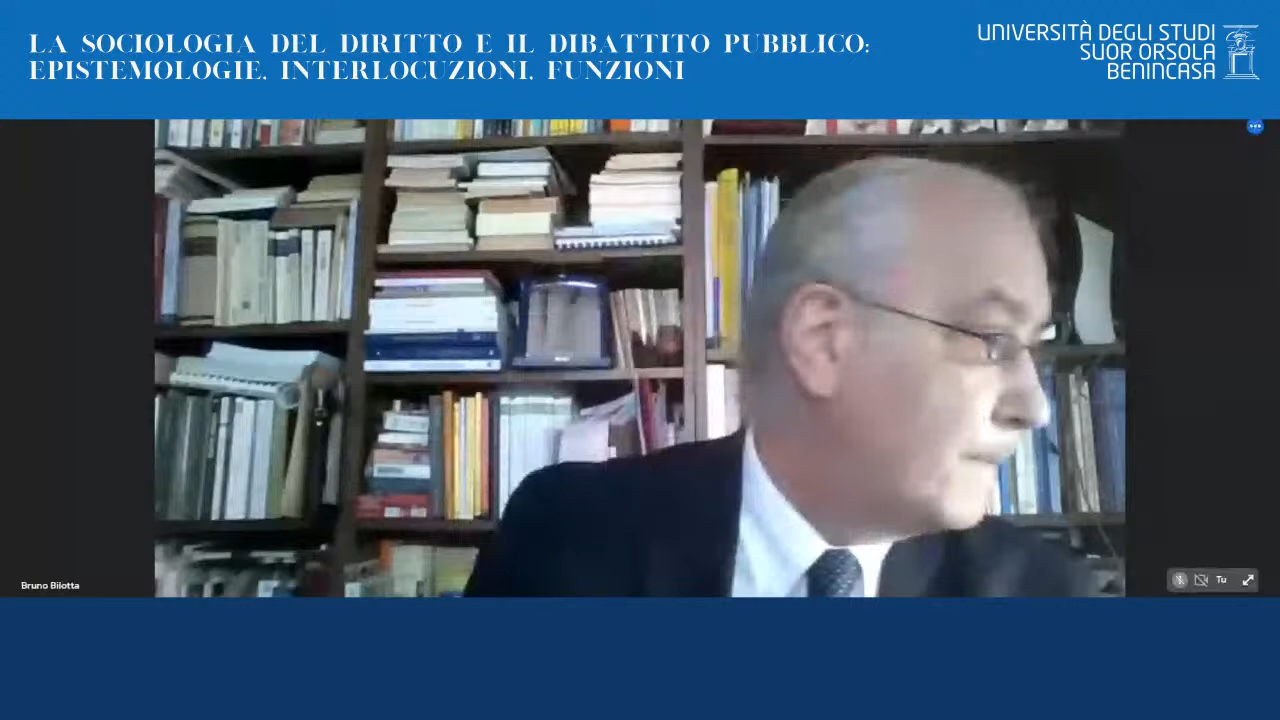 LA SOCIOLOGIA DEL DIRITTO E IL DIBATTITO PUBBLICO:
EPISTEMOLOGIE, INTERLOCUZIONI, FUNZIONI
UNIVERSITÀ DEGLI STUDI
SUOR ORSOLA
BENINCASA
Bruno Bilotta
Tu